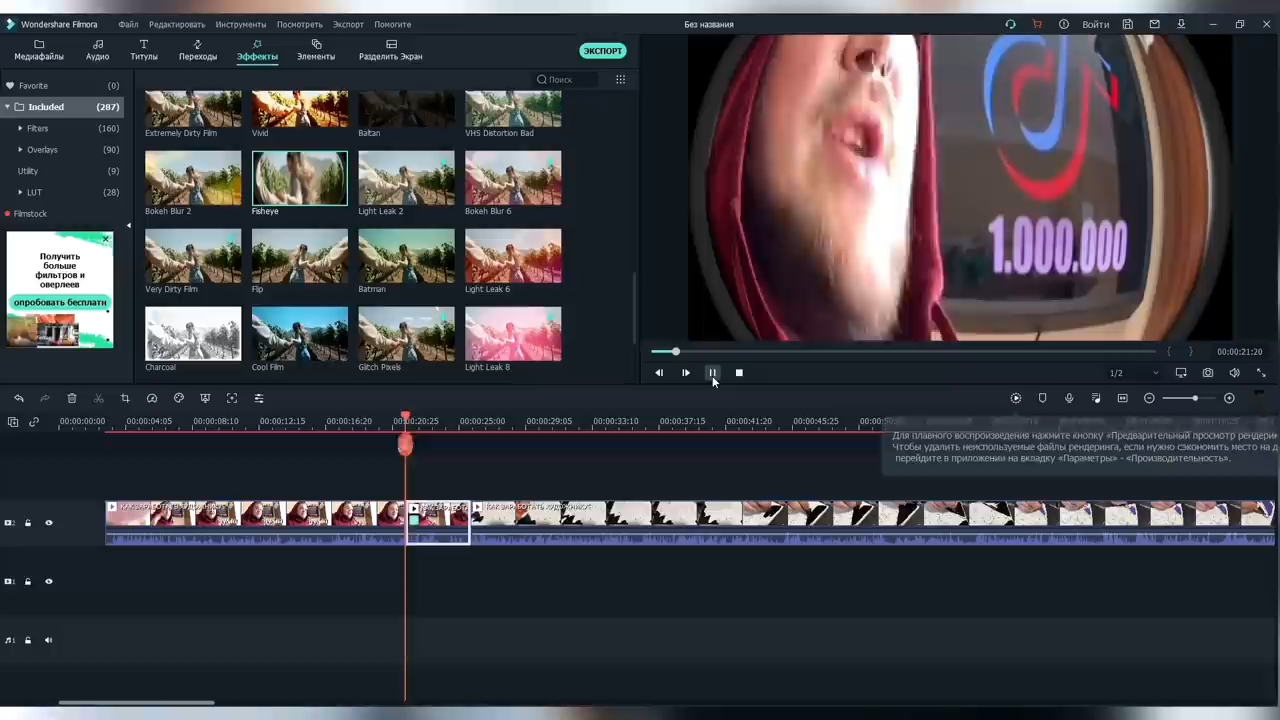 Wondershare Filmora
Файл
Редактировать
Инструменты
Посмотреть
Экспорт
Помогите
Без названия
Войти
Медиафайлы
Аудио
Титулы
Переходы
Эффекты
Элементы
Разделить Экран
ЭКСПОРТ
Favorite (0)
Included (287)
Filters (160)
Overlays (90)
Utility (9)
LUT (28)
Filmstock
Получить
больше
фильтров и
оверлеев
опробовать бесплатн
Поиск
Extremely Dirty Film
Vivid
Baltan
VHS Distortion Bad
Bokeh Blur 2
Fisheye
Light Leak 2
Bokeh Blur 6
Very Dirty Film
Flip
Batman
Light Leak 6
Charcoal
Cool Film
Glitch Pixels
Light Leak 8
1.000.000
00:00:21:20
1/2
00:00:00:00
00:00:04:05
00:00:08:10
00:00:12:15
00:00:16:20
00:00:20:25
00:00:25:00
00:00:29:05
00:00:33:10
00:00:37:15
00:00:41:20
00:00:45:25
Для плавного воспроизведения нажмите кнопку «Предварительный просмотр рендери
Чтобы удалить неиспользуемые файлы рендеринга, если нужно сэкономить место на д
перейдите в приложении на вкладку «Параметры» - «Производительность».
КАК ЗАРАБОТАТЬ ХУДОЖНИКУ?